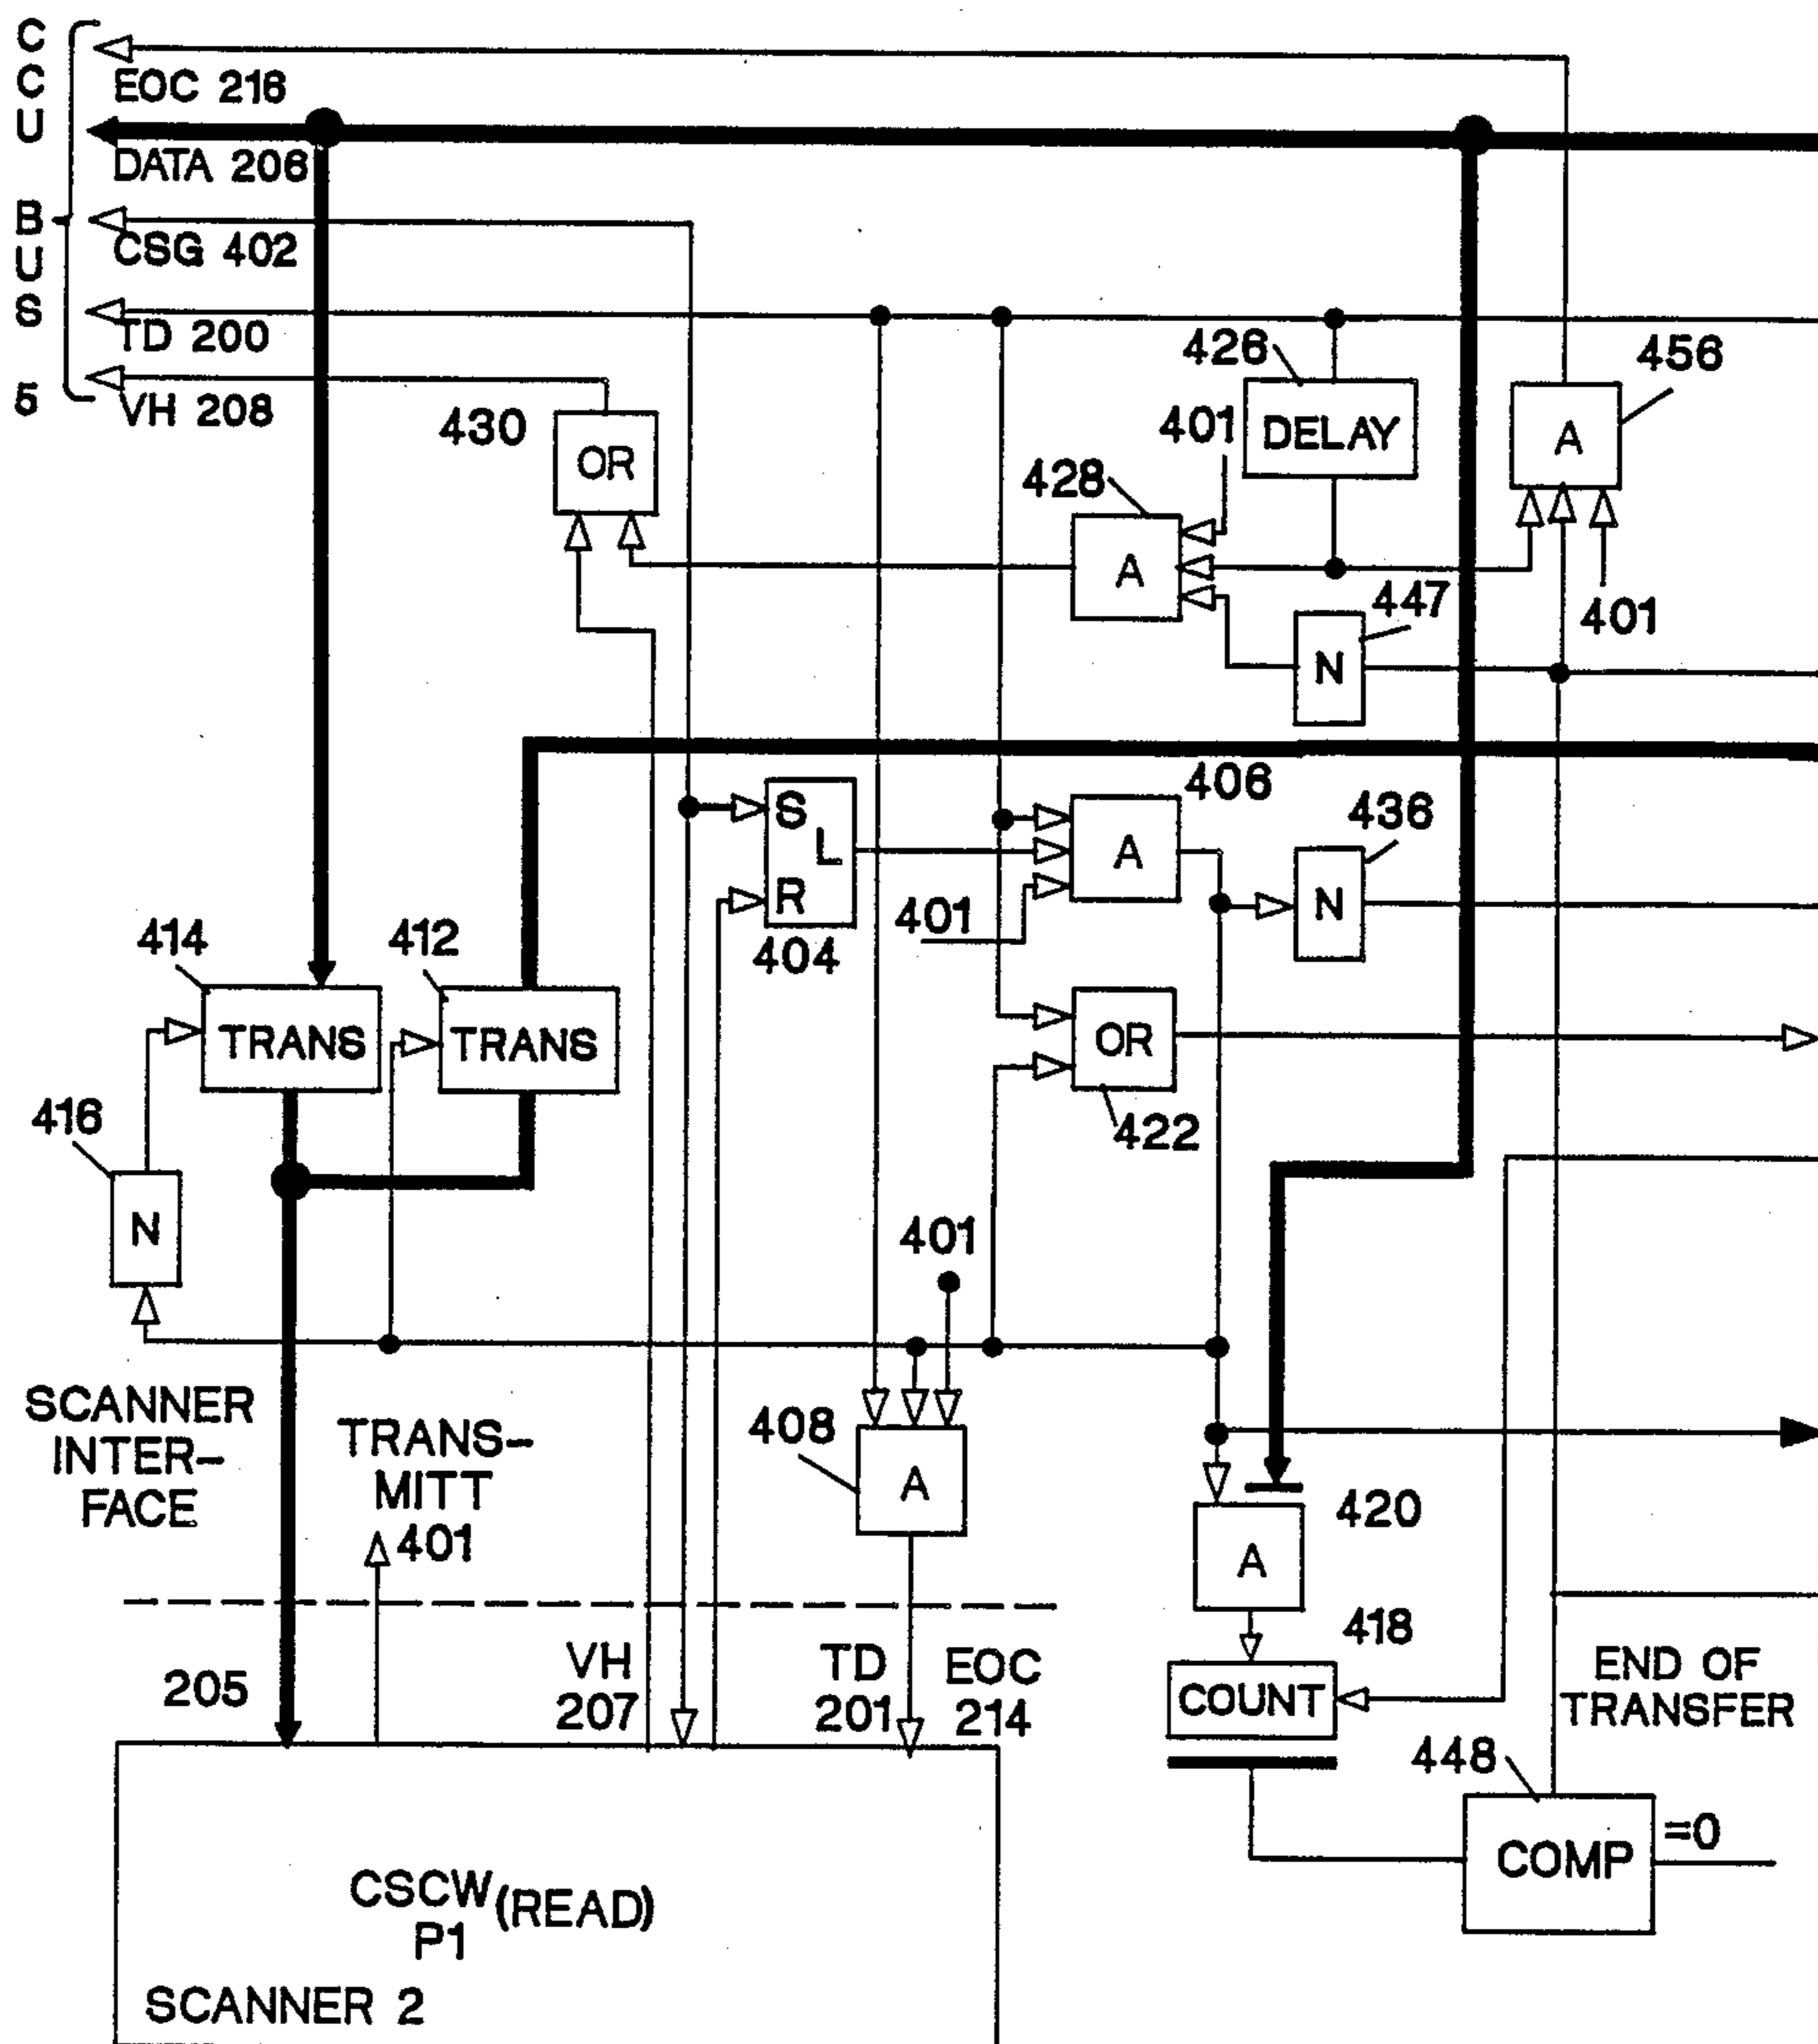 CCU BUS 5
EOC 216
DATA 206
CSG 402
TD 200
VH 208
430
OR
426
DELAY
456
A
401
428
A
447
N
401
406
S
L
R
404
A
401
436
N
414
TRANS
412
TRANS
OR
422
416
N
401
SCANNER
INTER-
FACE
TRANS-
MITT
401
408
A
420
A
418
COUNT
205
VH
207
TD
201
EOC
214
END OF
TRANSFER
448
COMP
=0
CSCW (READ)
P1
SCANNER 2